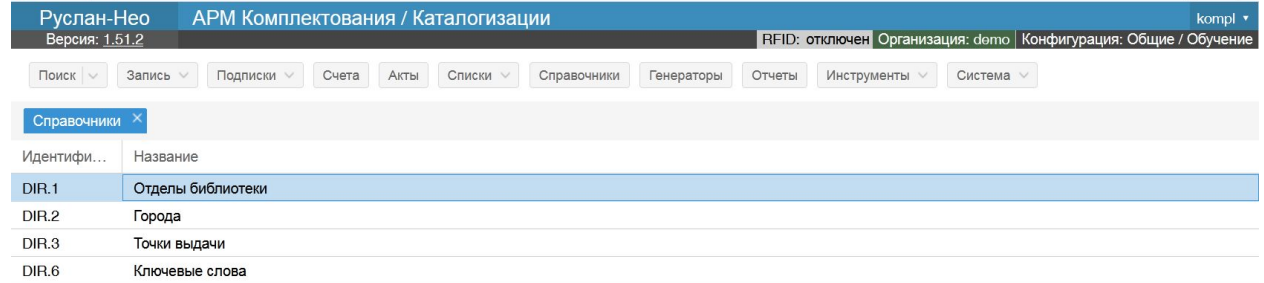 Руслан-Нео АРМ Комплектования / Каталогизации kompl
Версия: 1.51.2 RFID: отключен Организация: demo Конфигурация: Общие / Обучение
Поиск Запись Подписки Счета Акты Списки Справочники Генераторы Отчеты Инструменты Система
Справочники ×
Идентифи... Название
DIR.1 Отделы библиотеки
DIR.2 Города
DIR.3 Точки выдачи
DIR.6 Ключевые слова